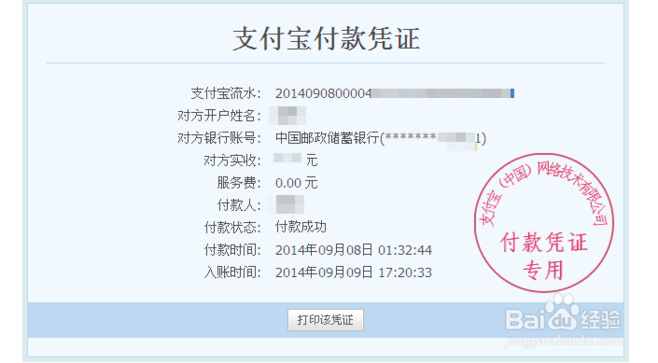 支付宝付款凭证
支付宝流水： 2014090800004
对方开户姓名：
对方银行账号： 中国邮政储蓄银行(******* 1)
对方实收： 元
服务费： 0.00 元
付款人：
付款状态： 付款成功
付款时间： 2014年09月08日 01:32:44
入账时间： 2014年09月09日 17:20:33
支付宝（中国）网络技术有限公司
付款凭证
专用
打印该凭证
Baidu经验
jingyan.baidu.com